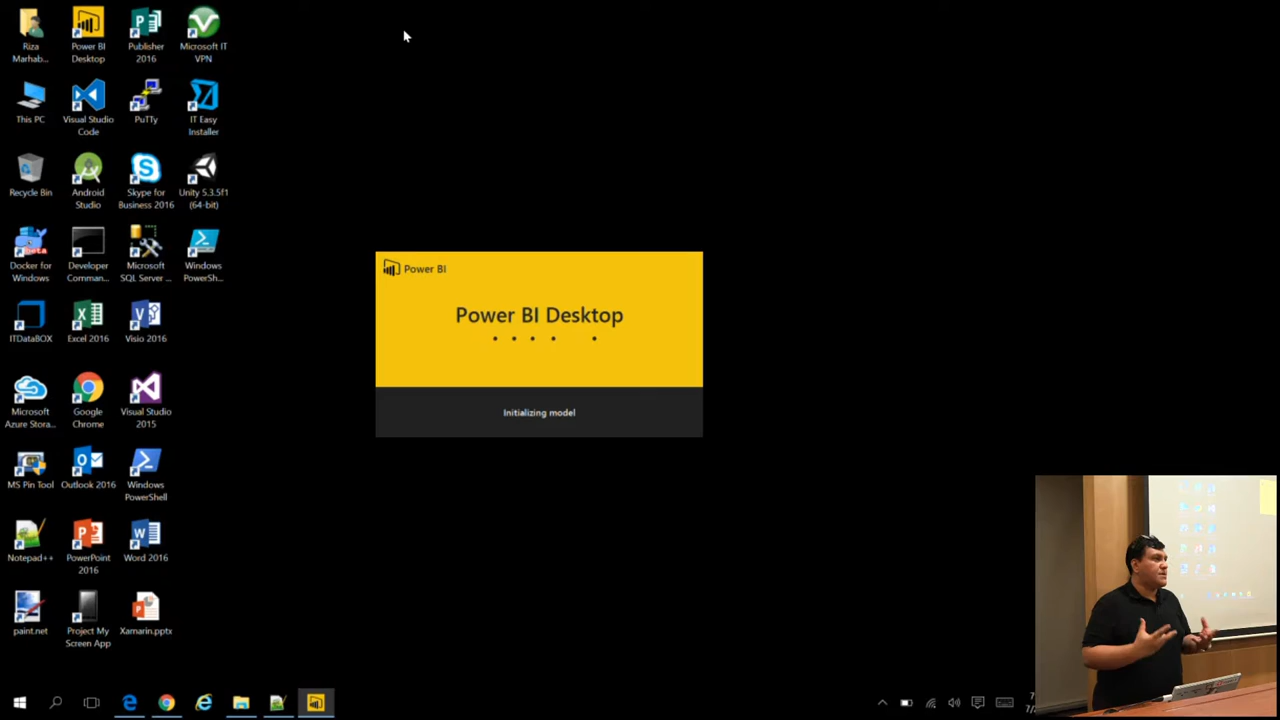 Riza
Marhab...
Power BI
Desktop
Publisher
2016
Microsoft IT
VPN
This PC
Visual Studio
Code
PuTTy
IT Easy
Installer
Recycle Bin
Android
Studio
Skype for
Business 2016
Unity 5.3.5f1
(64-bit)
beta
Docker for
Windows
Developer
Comman...
Microsoft
SQL Server ...
Windows
PowerSh...
ITDataBOX
Excel 2016
Visio 2016
Microsoft
Azure Stora...
Google
Chrome
Visual Studio
2015
MS Pin Tool
Outlook 2016
Windows
PowerShell
Notepad++
PowerPoint
2016
Word 2016
paint.net
Project My
Screen App
Xamarin.pptx
Power BI
Power BI Desktop
Initializing model